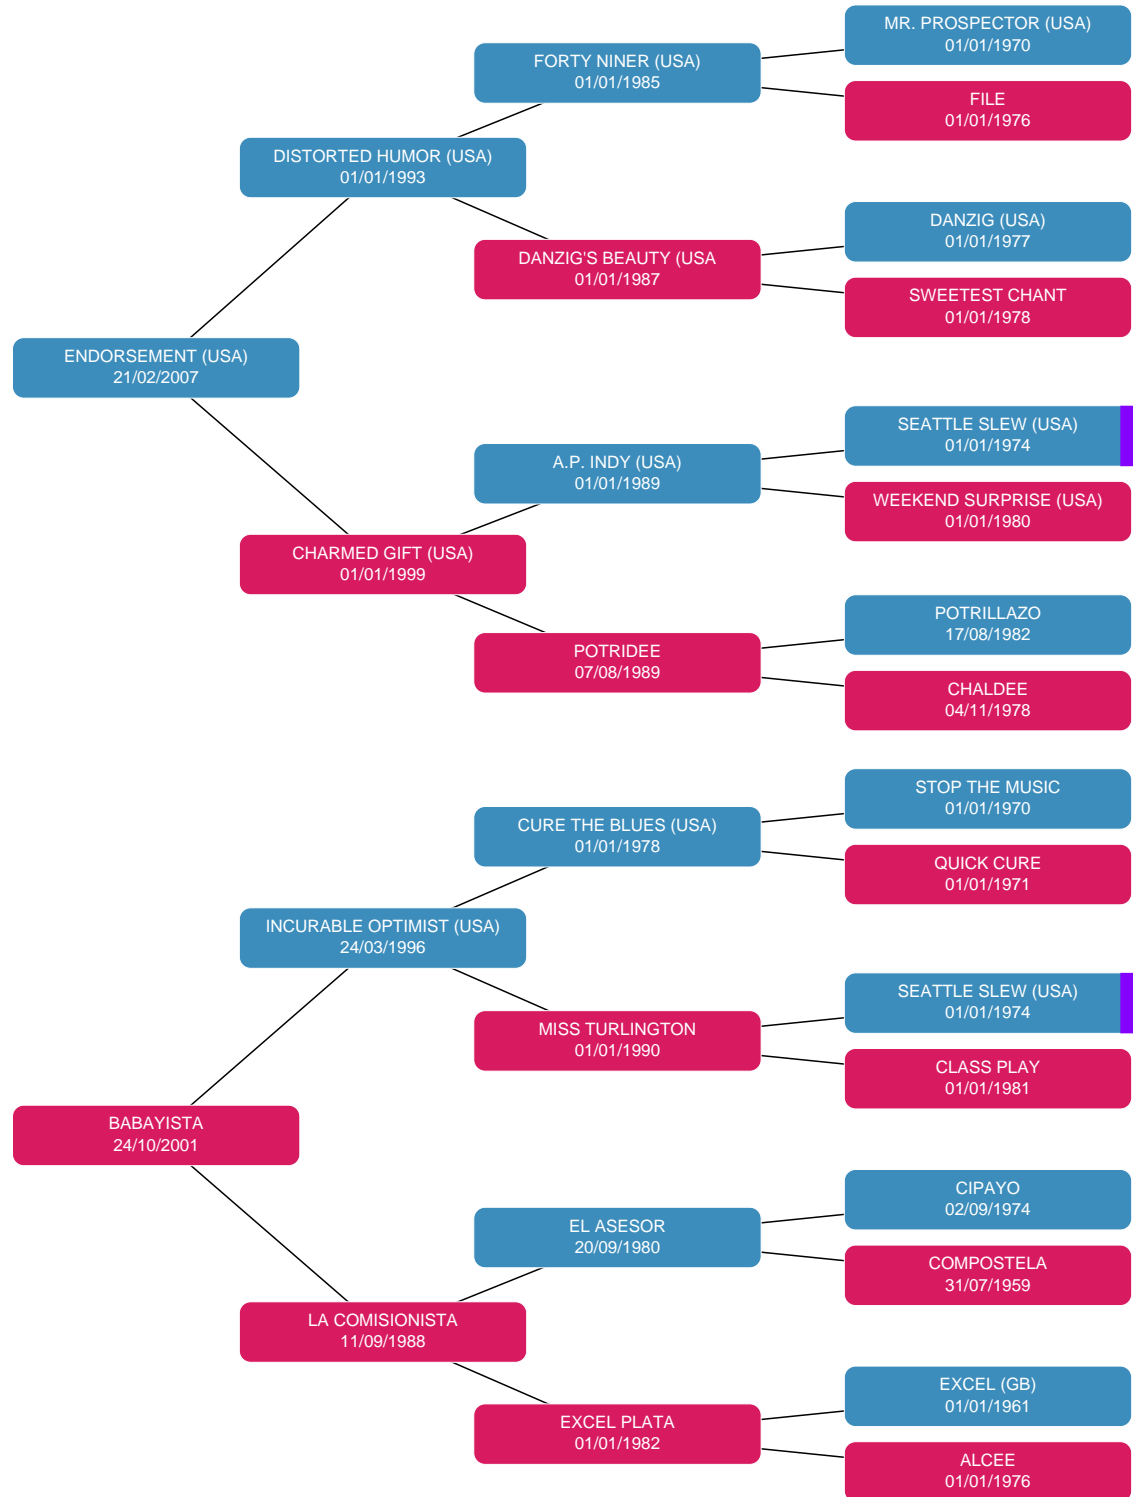 MR. PROSPECTOR (USA)
01/01/1970
FORTY NINER (USA)
01/01/1985
FILE
01/01/1976
DISTORTED HUMOR (USA)
01/01/1993
DANZIG (USA)
01/01/1977
DANZIG'S BEAUTY (USA
01/01/1987
SWEETEST CHANT
01/01/1978
ENDORSEMENT (USA)
21/02/2007
SEATTLE SLEW (USA)
01/01/1974
A.P. INDY (USA)
01/01/1989
WEEKEND SURPRISE (USA)
01/01/1980
CHARMED GIFT (USA)
01/01/1999
POTRILLAZO
17/08/1982
POTRIDEE
07/08/1989
CHALDEE
04/11/1978
STOP THE MUSIC
01/01/1970
CURE THE BLUES (USA)
01/01/1978
QUICK CURE
01/01/1971
INCURABLE OPTIMIST (USA)
24/03/1996
SEATTLE SLEW (USA)
01/01/1974
MISS TURLINGTON
01/01/1990
CLASS PLAY
01/01/1981
BABAYISTA
24/10/2001
CIPAYO
02/09/1974
EL ASESOR
20/09/1980
COMPOSTELA
31/07/1959
LA COMISIONISTA
11/09/1988
EXCEL (GB)
01/01/1961
EXCEL PLATA
01/01/1982
ALCEE
01/01/1976